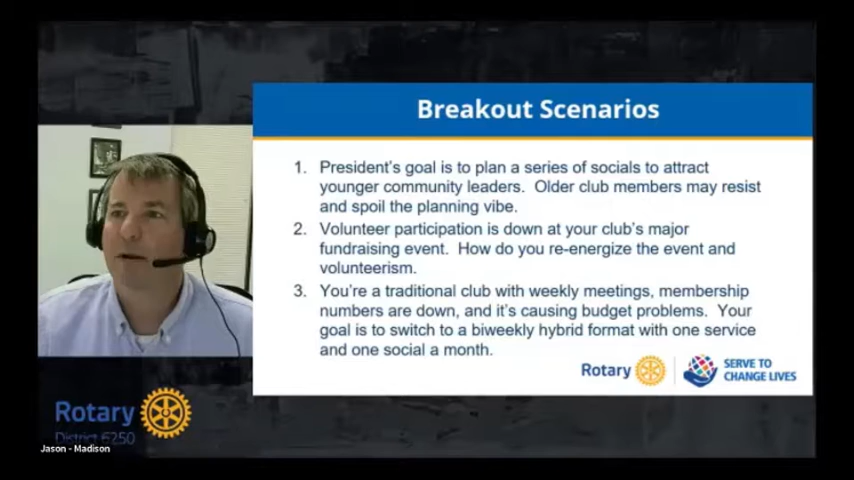 Breakout Scenarios
1. President's goal is to plan a series of socials to attract
younger community leaders. Older club members may resist
and spoil the planning vibe.
2. Volunteer participation is down at your club's major
fundraising event. How do you re-energize the event and
volunteerism.
3. You're a traditional club with weekly meetings, membership
numbers are down, and it's causing budget problems. Your
goal is to switch to a biweekly hybrid format with one service
and one social a month.
Rotary
SERVE TO
CHANGE LIVES
Rotary
District 6250
Jason - Madison